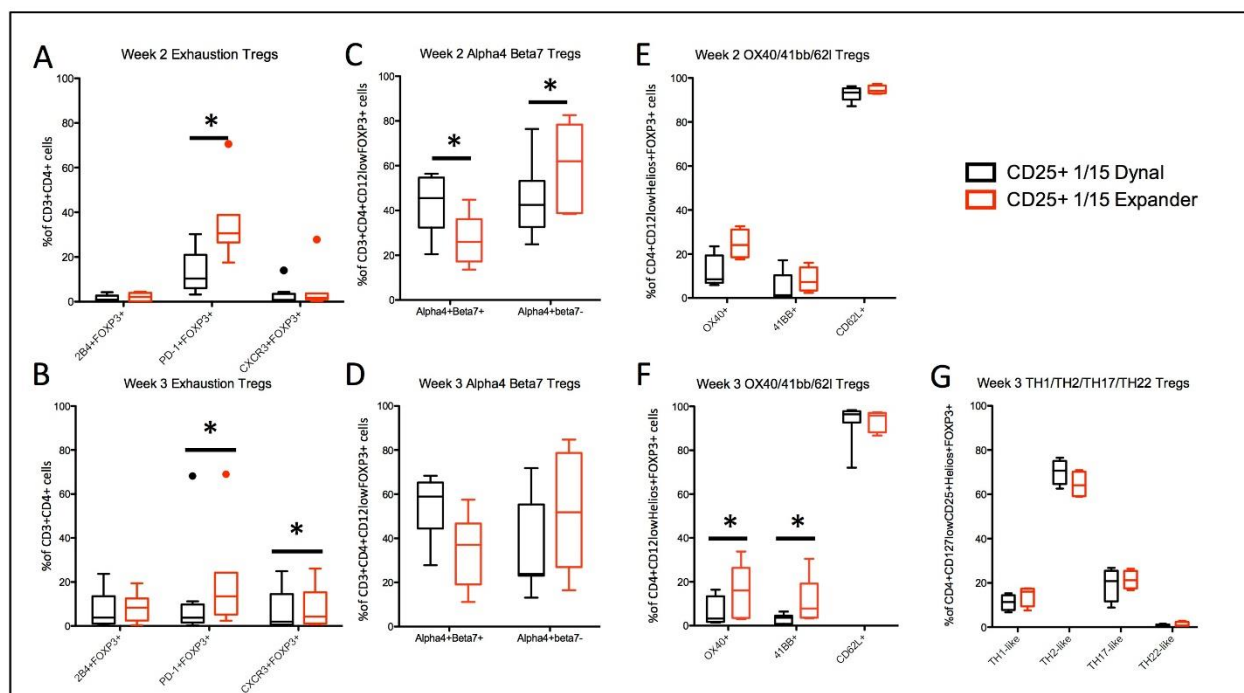 A
Week 2 Exhaustion Tregs
%of CD3+CD4+ cells
100
80
60
40
20
0
*
2B4+FOXP3+
PD-1+FOXP3+
CXCR3+FOXP3+
C
Week 2 Alpha4 Beta7 Tregs
%of CD3+CD4+CD12lowFOXP3+ cells
100
80
60
40
20
0
*
*
Alpha4+Beta7+
Alpha4+beta7-
E
Week 2 OX40/41bb/62l Tregs
%of CD4+CD12lowHelios+FOXP3+ cells
100
80
60
40
20
0
OX40+
41BB+
CD62L+
CD25+ 1/15 Dynal
CD25+ 1/15 Expander
B
Week 3 Exhaustion Tregs
%of CD3+CD4+ cells
100
80
60
40
20
0
*
*
2B4+FOXP3+
PD-1+FOXP3+
CXCR3+FOXP3+
D
Week 3 Alpha4 Beta7 Tregs
%of CD3+CD4+CD12lowFOXP3+ cells
100
80
60
40
20
0
Alpha4+Beta7+
Alpha4+beta7-
F
Week 3 OX40/41bb/62l Tregs
%of CD4+CD12lowHelios+FOXP3+ cells
100
80
60
40
20
0
*
*
OX40+
41BB+
CD62L+
G
Week 3 TH1/TH2/TH17/TH22 Tregs
% of CD4+CD127lowCD25+Helios+FOXP3+
100
80
60
40
20
0
TH1-like
TH2-like
TH17-like
TH22-like